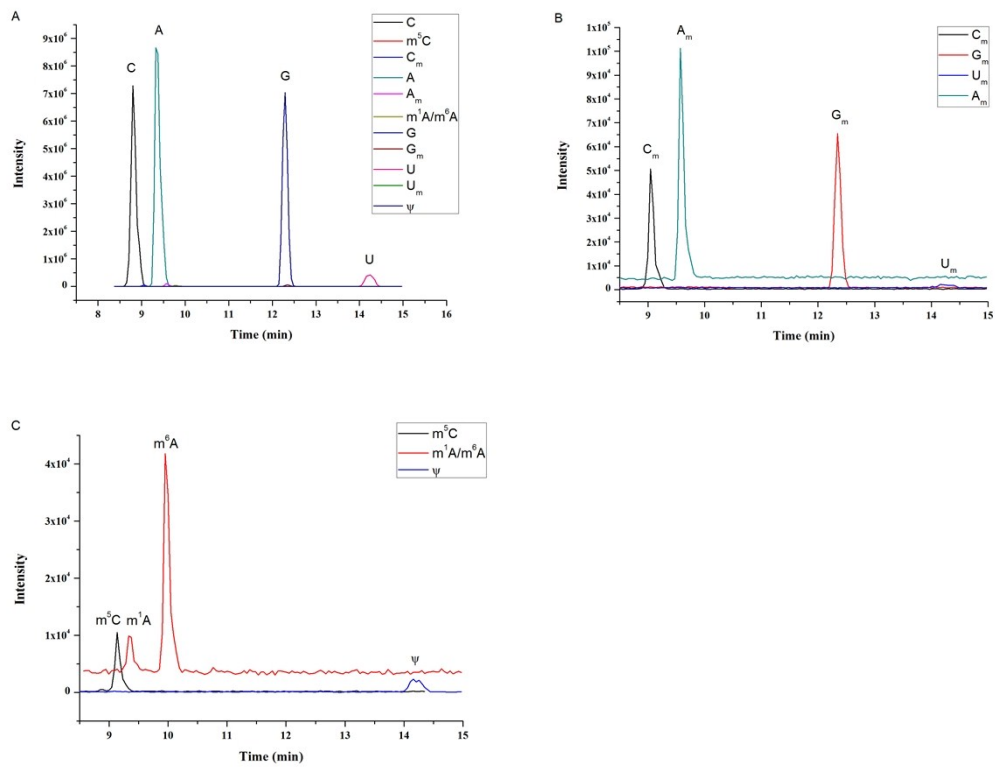 A
C
A
G
U
C
m⁵C
Cₘ
A
Aₘ
m¹A/m⁶A
G
Gₘ
U
Uₘ
ψ
9x10⁶
8x10⁶
7x10⁶
6x10⁶
5x10⁶
4x10⁶
3x10⁶
2x10⁶
1x10⁶
0
Intensity
8 9 10 11 12 13 14 15 16
Time (min)
B
Cₘ
Aₘ
Gₘ
Uₘ
Cₘ
Gₘ
Uₘ
Aₘ
1x10⁵
1x10⁵
1x10⁵
9x10⁴
8x10⁴
7x10⁴
6x10⁴
5x10⁴
4x10⁴
3x10⁴
2x10⁴
1x10⁴
0
Intensity
9 10 11 12 13 14 15
Time (min)
C
m⁵C
m¹A
m⁶A
ψ
m⁵C
m¹A/m⁶A
ψ
4x10⁴
3x10⁴
2x10⁴
1x10⁴
0
Intensity
9 10 11 12 13 14 15
Time (min)